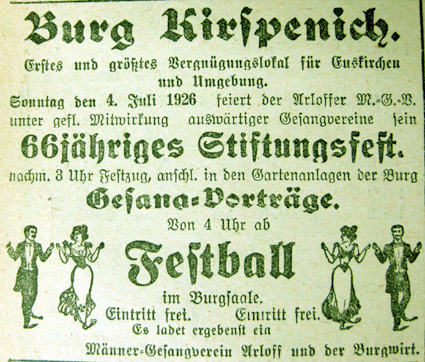 Burg Kirspenich.
Erstes und größtes Vergnügungslokal für Euskirchen
und Umgebung.
Sonntag den 4. Juli 1926 feiert der Arloffer M.-G.-V.
unter gefl. Mitwirkung auswärtiger Gesangvereine sein
66jähriges Stiftungsfest.
nachm. 3 Uhr Festzug, anschl. in den Gartenanlagen der Burg
Gesang-Vorträge.
Von 4 Uhr ab
Festball
im Burgsaale.
Eintritt frei. Eintritt frei.
Es ladet ergebenst ein
Männer-Gesangverein Arloff und der Burgwirt.